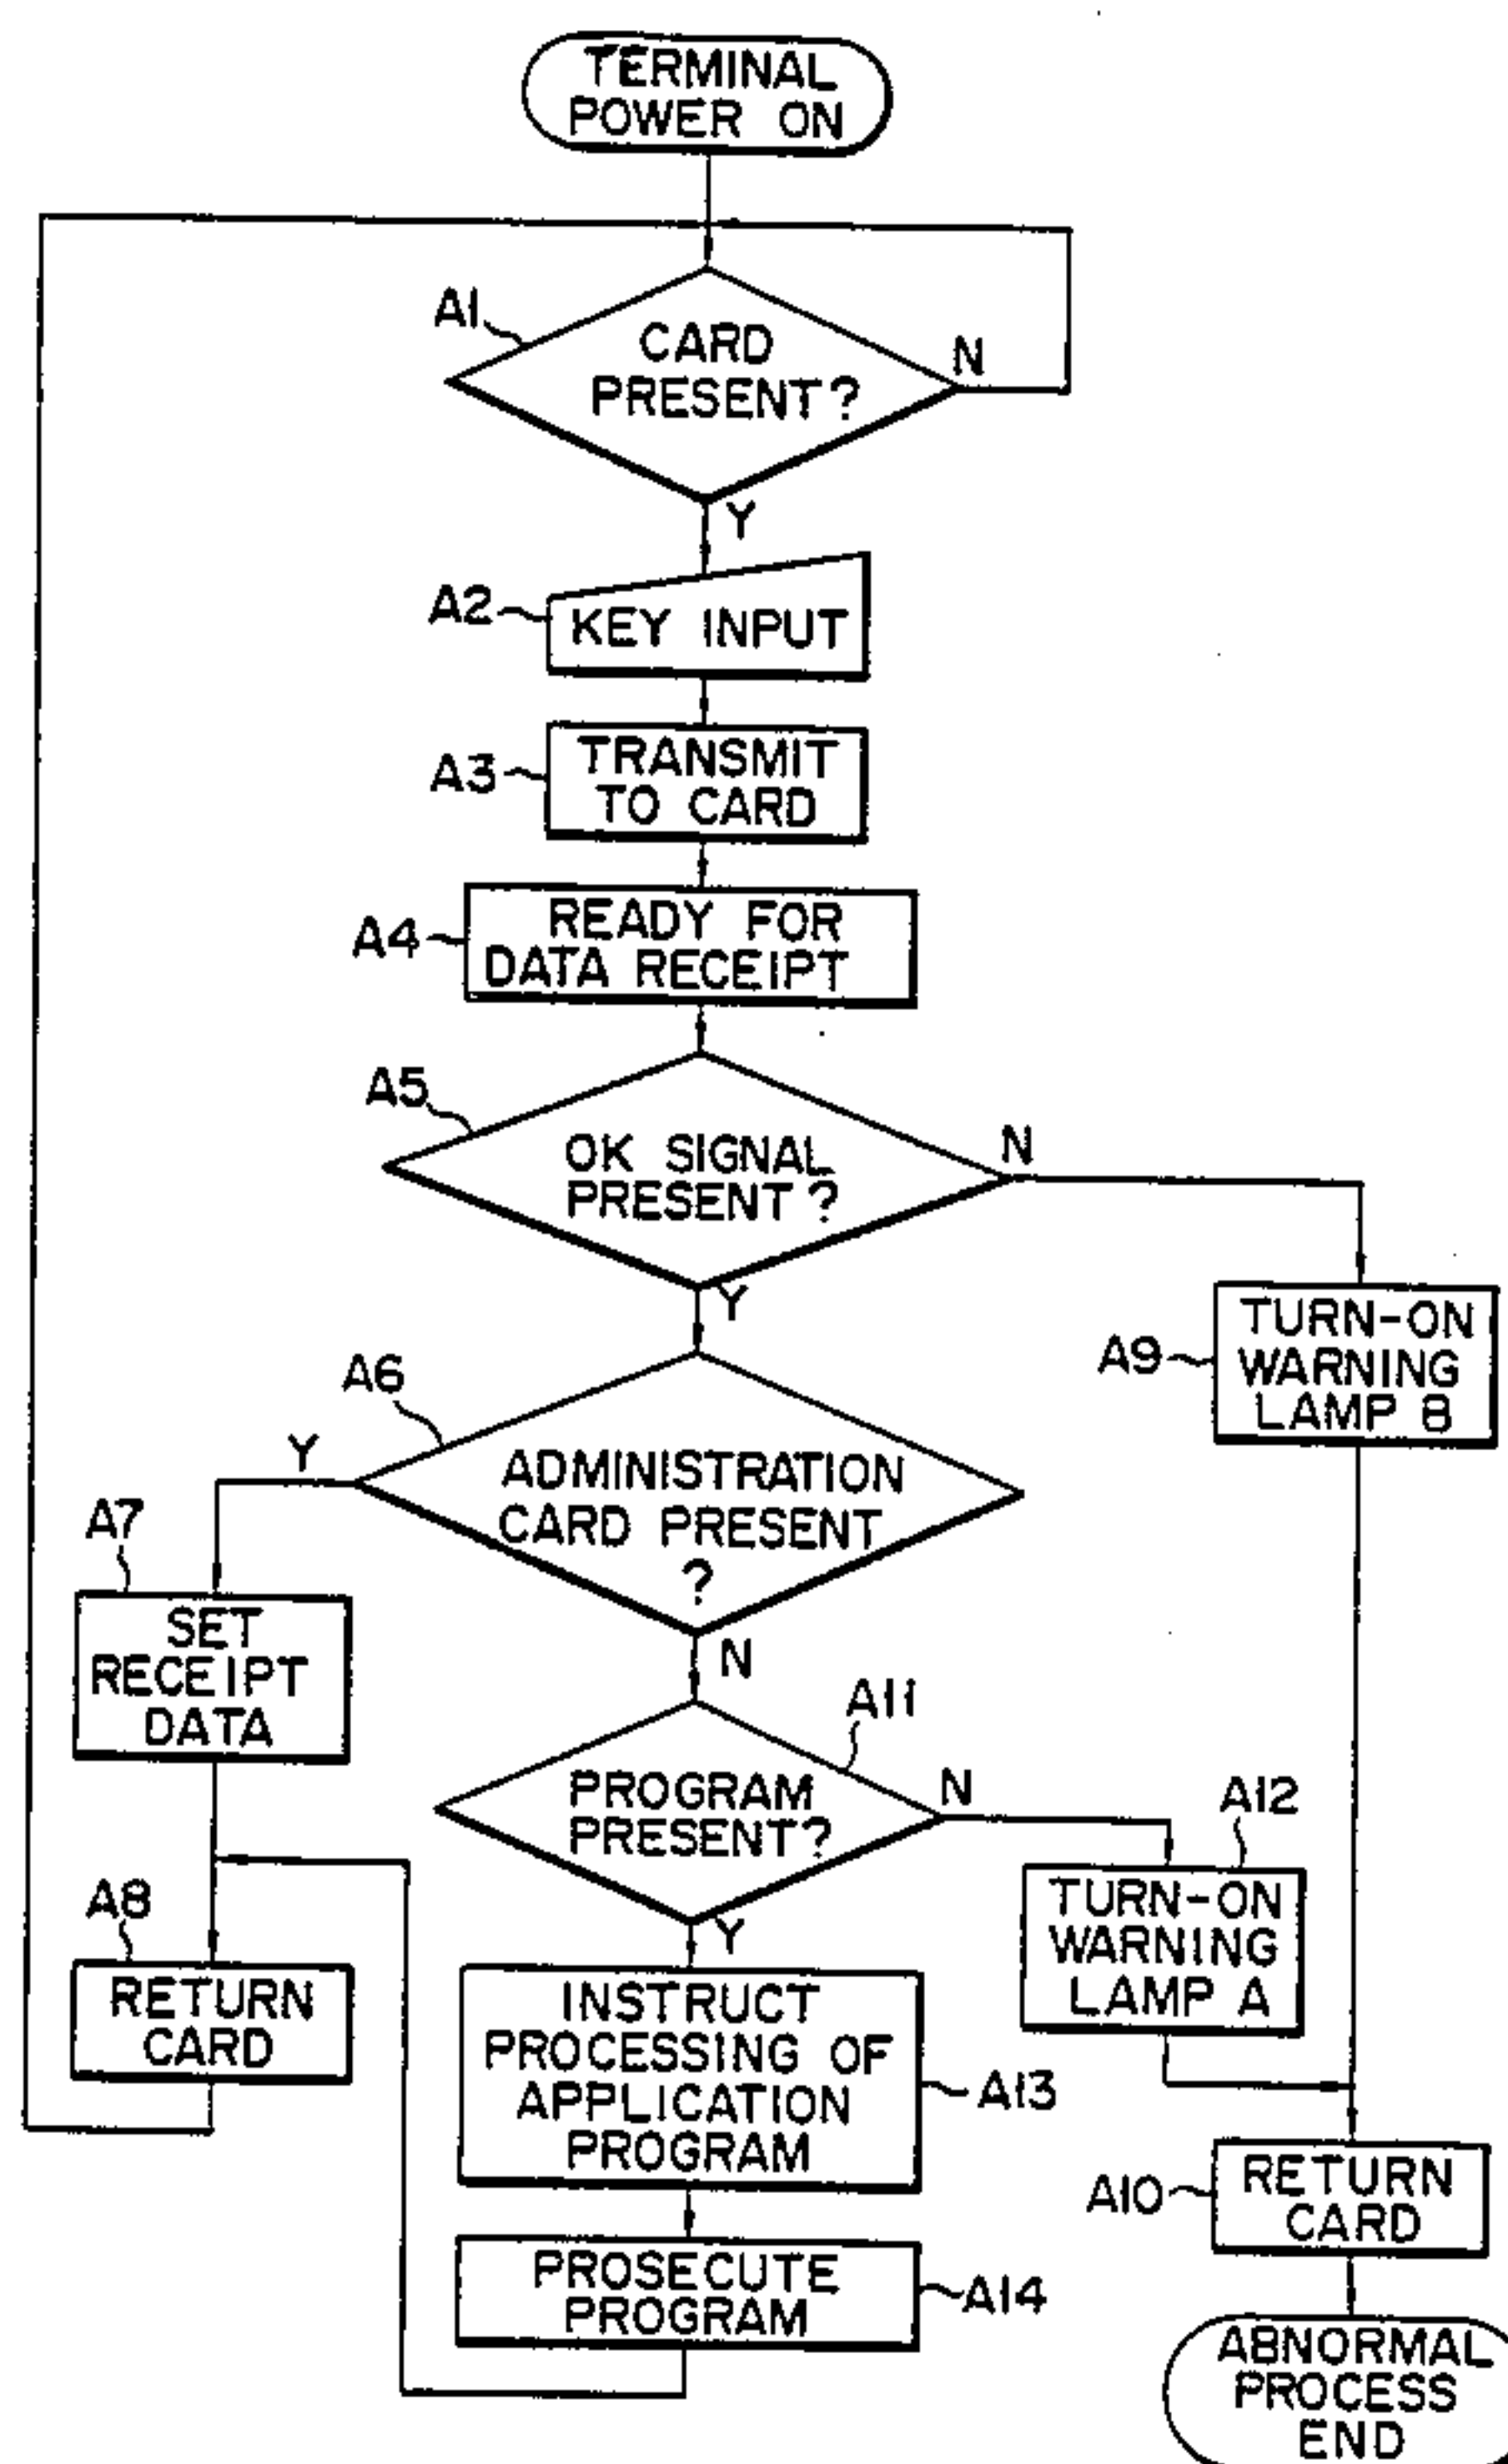 TERMINAL
POWER ON
A1
CARD
PRESENT?
N
Y
A2
KEY INPUT
A3
TRANSMIT
TO CARD
A4
READY FOR
DATA RECEIPT
A5
OK SIGNAL
PRESENT?
N
Y
A9
TURN-ON
WARNING
LAMP B
A6
ADMINISTRATION
CARD PRESENT
?
Y
N
A7
SET
RECEIPT
DATA
A11
PROGRAM
PRESENT?
N
Y
A12
TURN-ON
WARNING
LAMP A
A8
RETURN
CARD
INSTRUCT
PROCESSING OF
APPLICATION
PROGRAM
A13
A10
RETURN
CARD
PROSECUTE
PROGRAM
A14
ABNORMAL
PROCESS
END